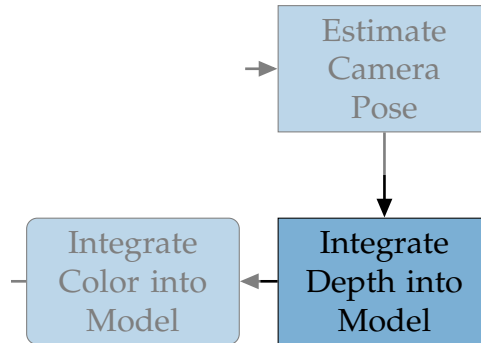 Estimate
Camera
Pose
Integrate
Color into
Model
Integrate
Depth into
Model